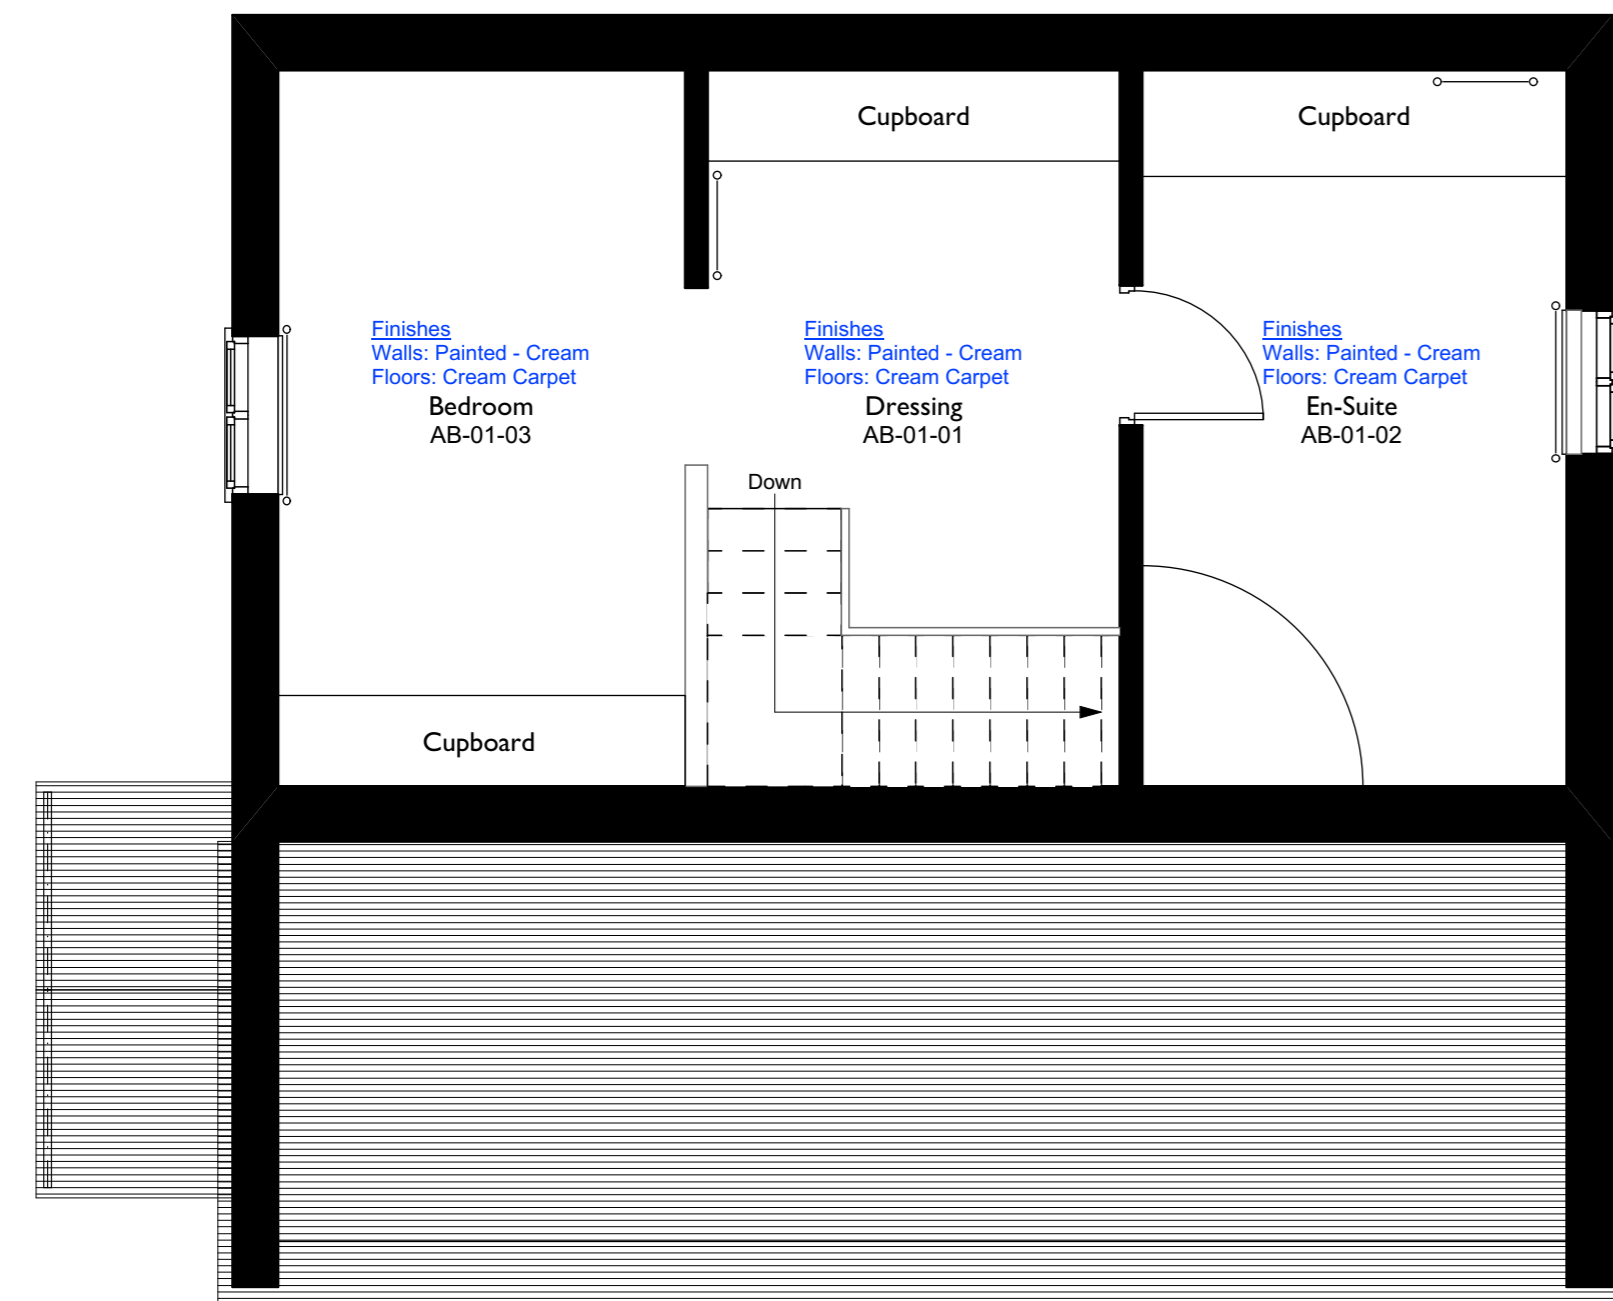 Cupboard
Cupboard
Finishes
Walls: Painted - Cream
Floors: Cream Carpet
Bedroom
AB-01-03
Finishes
Walls: Painted - Cream
Floors: Cream Carpet
Dressing
AB-01-01
Finishes
Walls: Painted - Cream
Floors: Cream Carpet
En-Suite
AB-01-02
Down
Cupboard